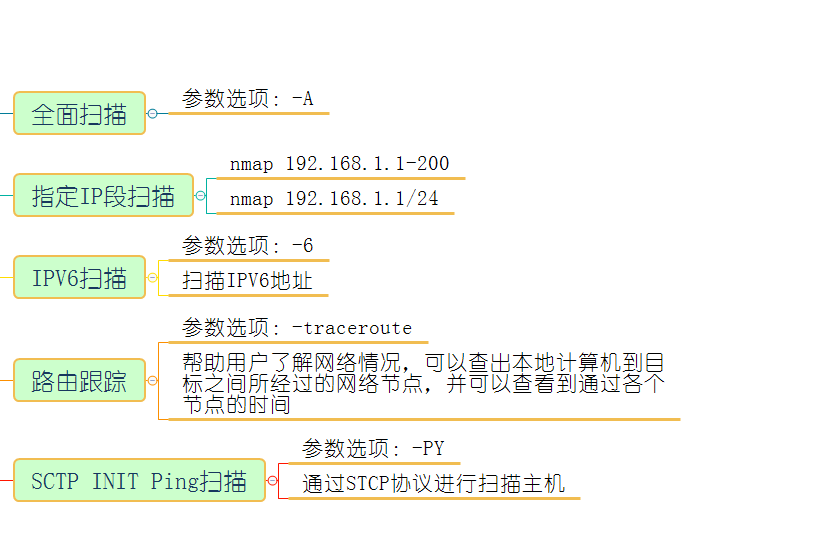 全面扫描
参数选项：-A
指定IP段扫描
nmap 192.168.1.1-200
nmap 192.168.1.1/24
IPV6扫描
参数选项：-6
扫描IPV6地址
路由跟踪
参数选项：-traceroute
帮助用户了解网络情况，可以查出本地计算机到目
标之间所经过的网络节点，并可以查看到通过各个
节点的时间
SCTP INIT Ping扫描
参数选项：-PY
通过STCP协议进行扫描主机